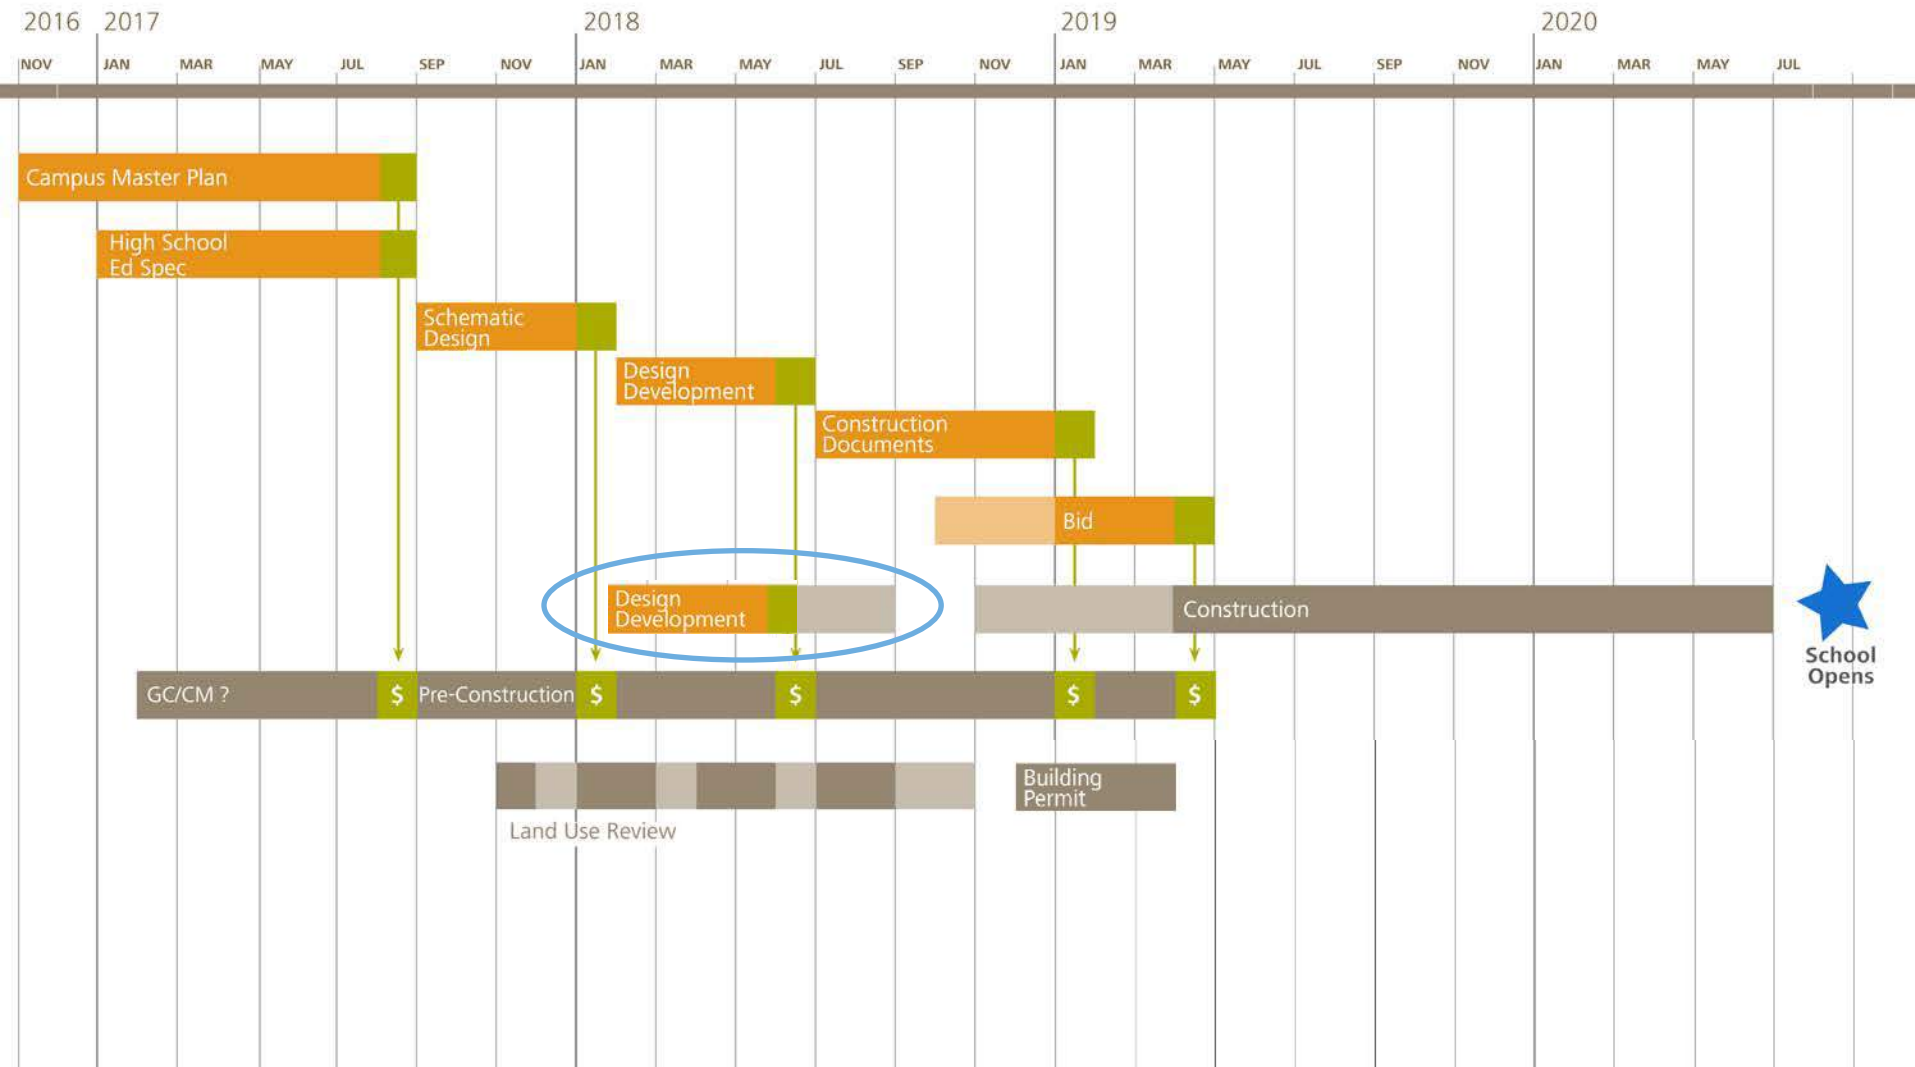 2016 2017 2018 2019 2020
NOV JAN MAR MAY JUL SEP NOV JAN MAR MAY JUL SEP NOV JAN MAR MAY JUL SEP NOV JAN MAR MAY JUL
Campus Master Plan
High School
Ed Spec
Schematic
Design
Design
Development
Construction
Documents
Bid
Design
Development
Construction
School
Opens
GC/CM ? $ Pre-Construction $ $ $ $
Building
Permit
Land Use Review